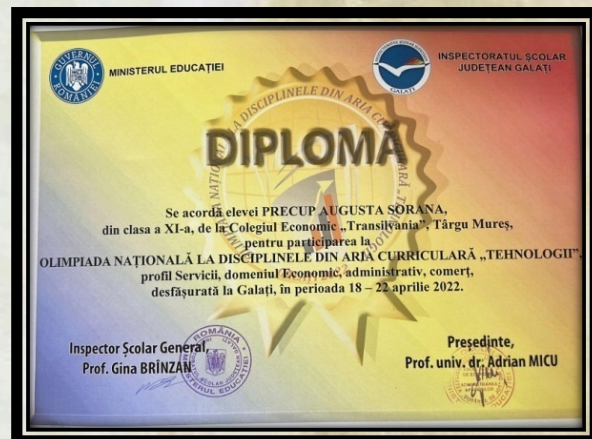 GUVERNUL ROMÂNIEI
MINISTERUL EDUCAȚIEI
GALAȚI
INSPECTORATUL ȘCOLAR
JUDEȚEAN GALAȚI
DIPLOMĂ
Se acordă elevei PRECUP AUGUSTA SORANA,
din clasa a XI-a, de la Colegiul Economic „Transilvania”, Târgu Mureș,
pentru participarea la
OLIMPIADA NAȚIONALĂ LA DISCIPLINELE DIN ARIA CURRICULARĂ „TEHNOLOGII”,
profil Servicii, domeniul Economic, administrativ, comerț,
desfășurată la Galați, în perioada 18 – 22 aprilie 2022.
Inspector Școlar General,
Prof. Gina BRÎNZAN
Președinte,
Prof. univ. dr. Adrian MICU